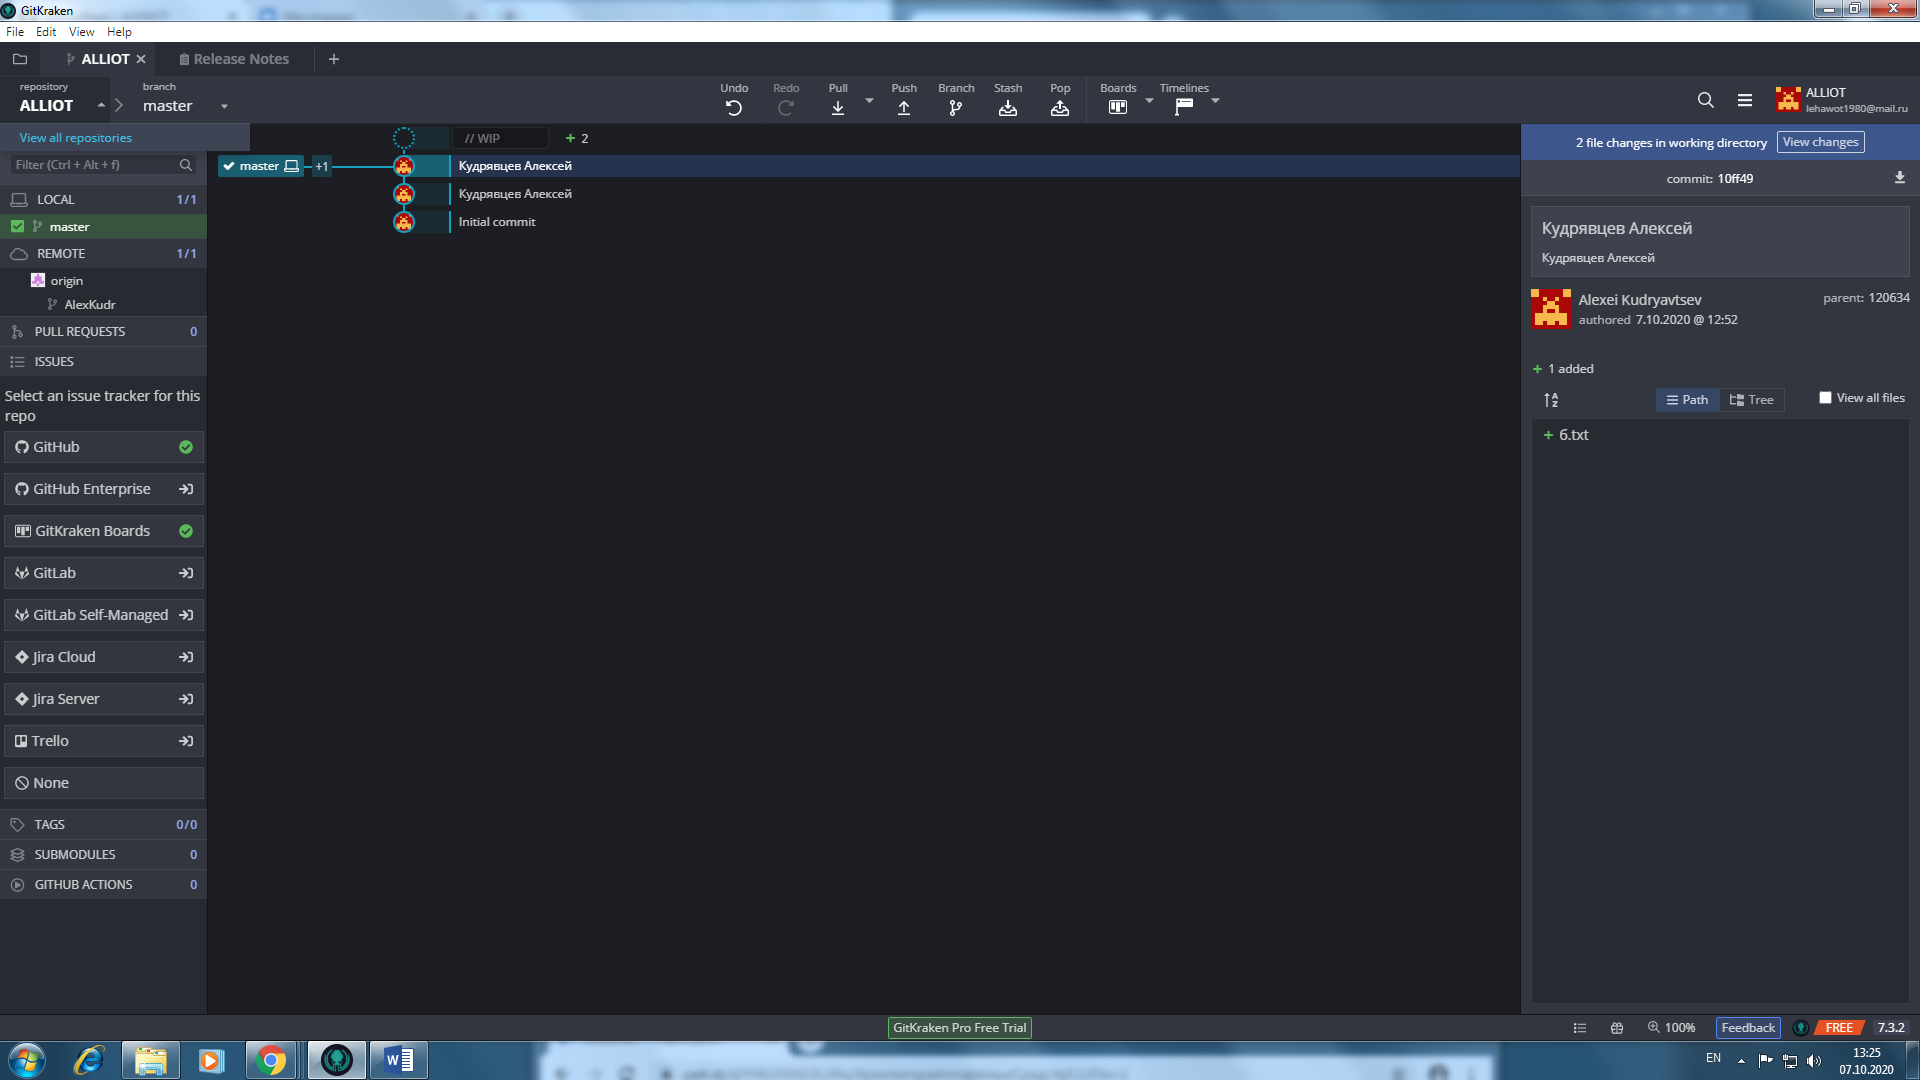 GitKraken
File Edit View Help
ALLIOT
Release Notes
repository
ALLIOT
branch
master
Undo
Redo
Pull
Push
Branch
Stash
Pop
Boards
Timelines
ALLIOT
lehawot1980@mail.ru
View all repositories
Filter (Ctrl + Alt + f)
LOCAL 1/1
master
REMOTE 1/1
origin
AlexKudr
PULL REQUESTS 0
ISSUES
Select an issue tracker for this
repo
GitHub
GitHub Enterprise
GitKraken Boards
GitLab
GitLab Self-Managed
Jira Cloud
Jira Server
Trello
None
TAGS 0/0
SUBMODULES 0
GITHUB ACTIONS 0
// WIP + 2
master +1 Кудрявцев Алексей
Кудрявцев Алексей
Initial commit
2 file changes in working directory View changes
commit: 10ff49
Кудрявцев Алексей
Кудрявцев Алексей
Alexei Kudryavtsev parent: 120634
authored 7.10.2020 @ 12:52
+ 1 added
Path Tree View all files
+ 6.txt
GitKraken Pro Free Trial
100% Feedback FREE 7.3.2
EN
13:25
07.10.2020